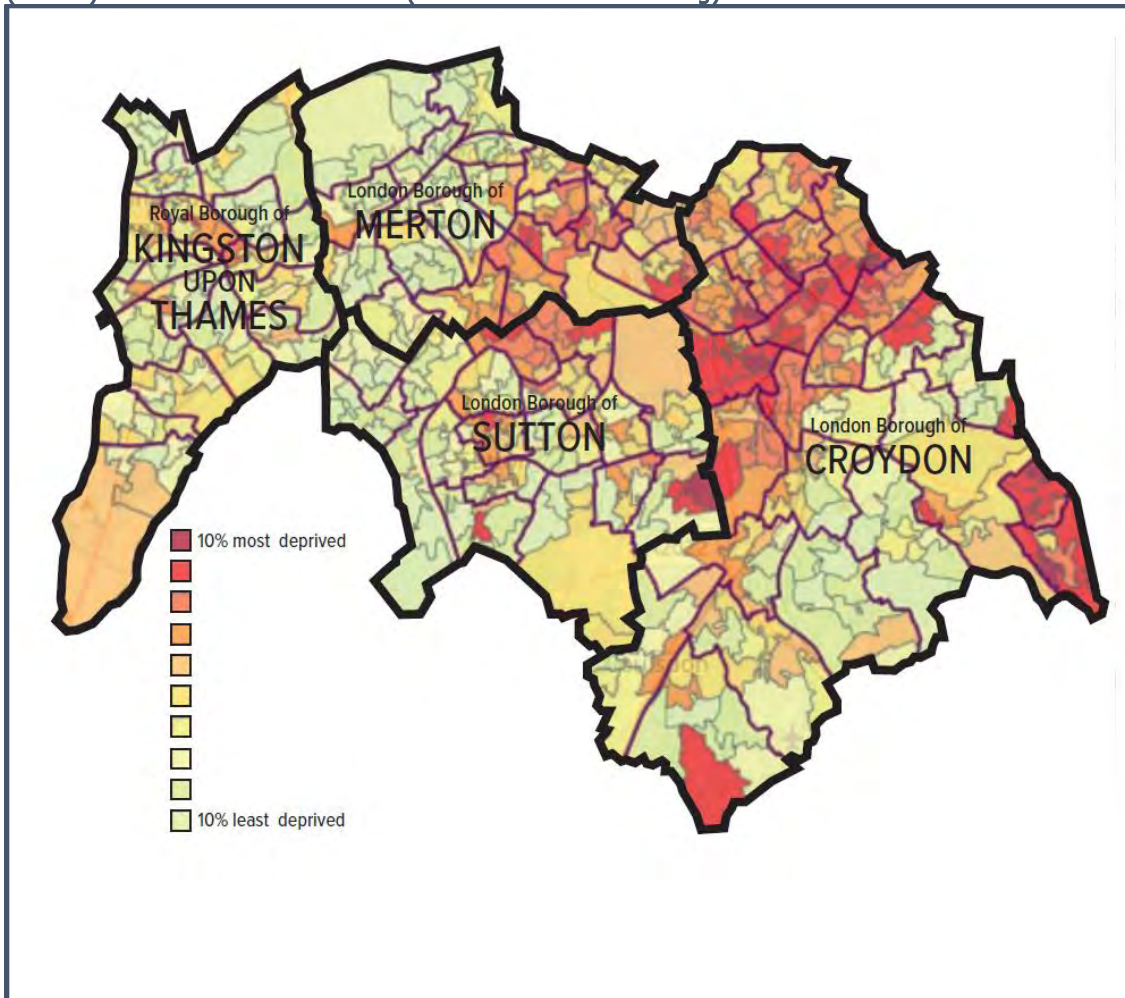 London Borough of
MERTON
Royal Borough of
KINGSTON
UPON
THAMES
London Borough of
SUTTON
London Borough of
CROYDON
10% most deprived
10% least deprived